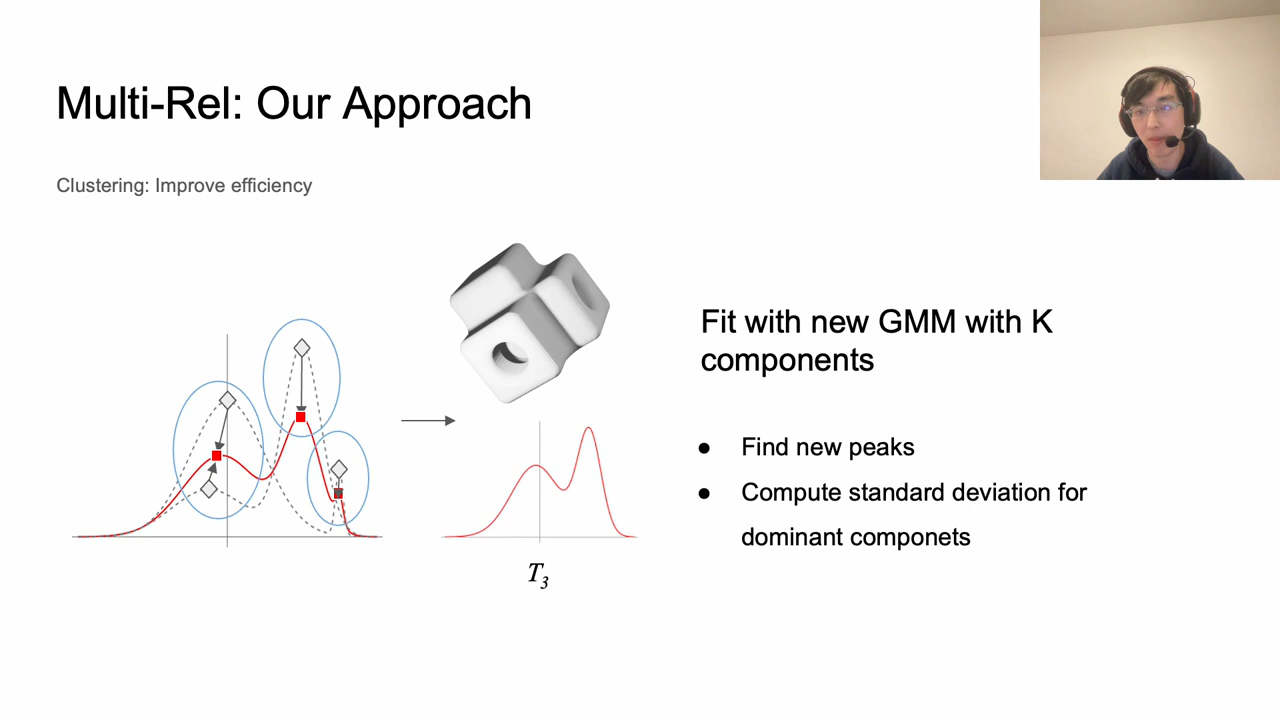 Multi-Rel: Our Approach
Clustering: Improve efficiency
Fit with new GMM with K
components
● Find new peaks
● Compute standard deviation for
dominant componets
T3